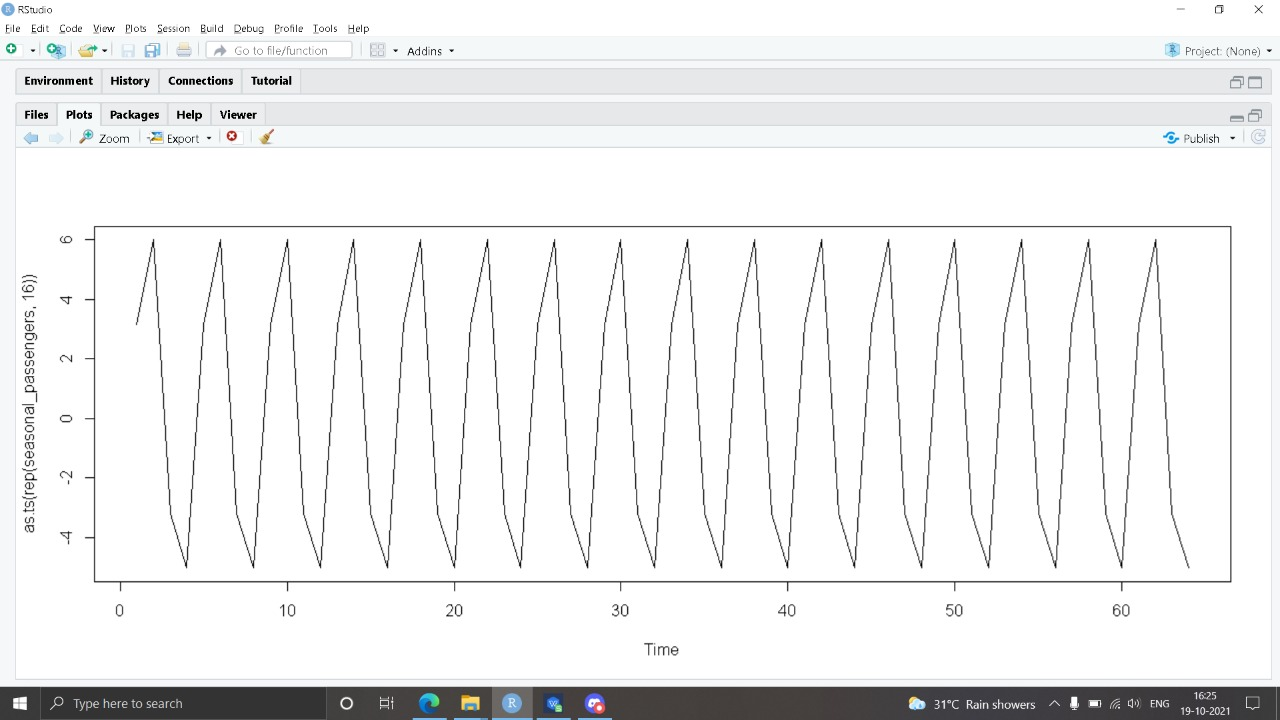 RStudio
File Edit Code View Plots Session Build Debug Profile Tools Help
Go to file/function Addins Project: (None)
Environment History Connections Tutorial
Files Plots Packages Help Viewer
Zoom Export Publish
as.ts(rep(seasonal_passengers, 16))
6
4
2
0
-2
-4
0 10 20 30 40 50 60
Time
Type here to search 31°C Rain showers ENG 16:25
19-10-2021